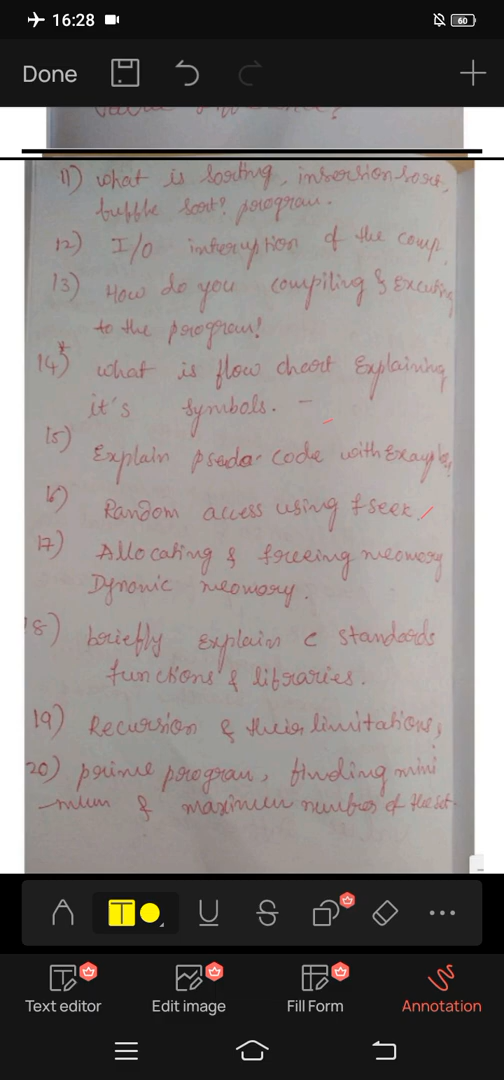 16:28
60
Done
11) what is sorting, insersion sort,
bubble sort? program.
12) I/O interruption of the comp
13) How do you compiling & Excuting
to the program!
14) what is flow chart Explaining
it's symbols. -
15)
Explain pseudo-code with Example,
16) Random access using fseek
17) Allocating & freeing meomory
Dynamic meomory.
18) briefly explain c standards
functions & libraries.
19) Recursion & their limitations,
20) prime program, finding mini
-mum & maximum number of the set.
T
U
S
Text editor
Edit image
Fill Form
Annotation